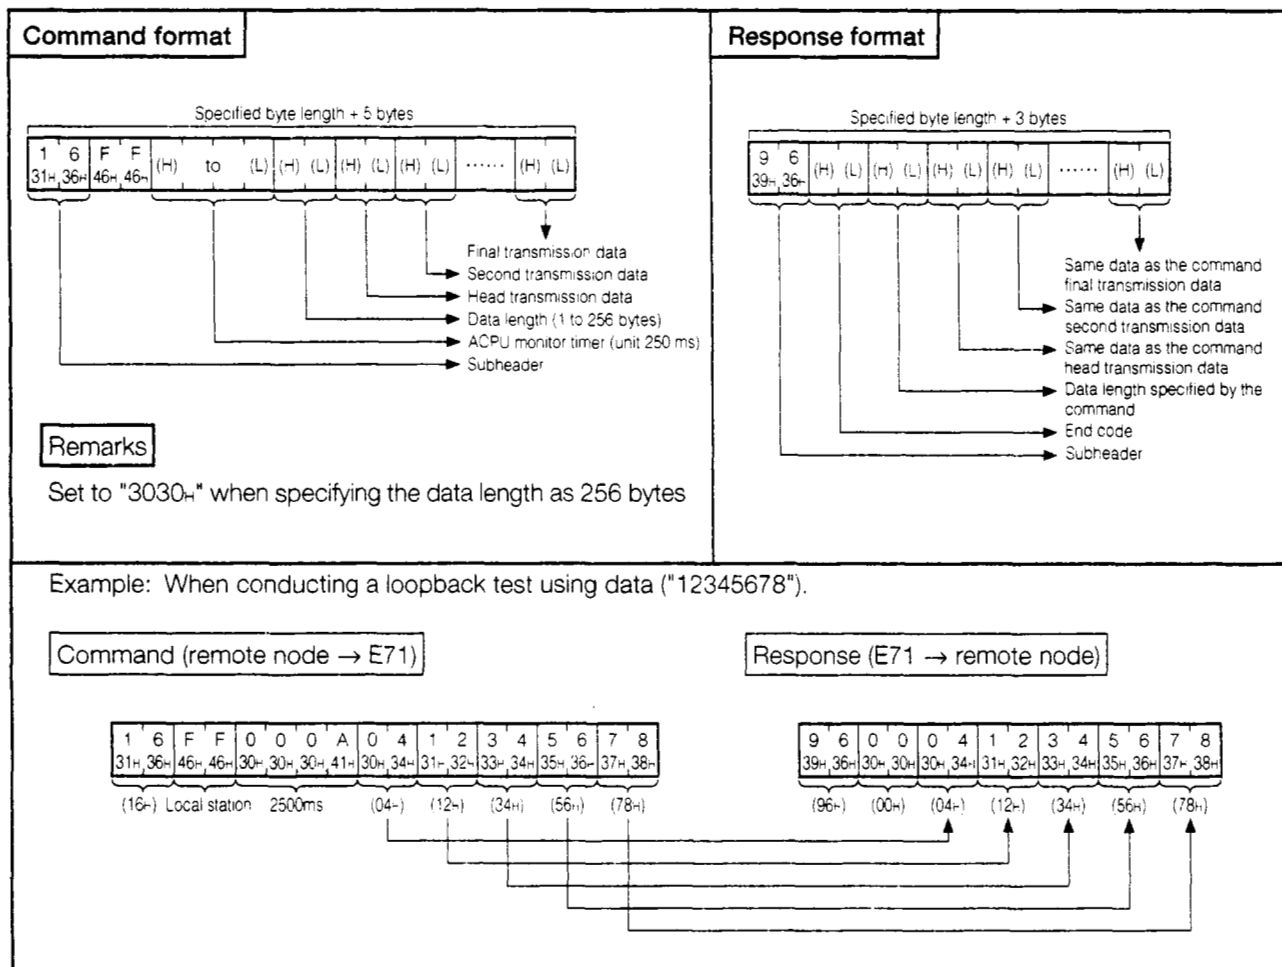 Command format
Specified byte length + 5 bytes
1 6 F F (H) to (L) (H) (L) (H) (L) (H) (L) ...... (H) (L)
31H 36H 46H 46H
Final transmission data
Second transmission data
Head transmission data
Data length (1 to 256 bytes)
ACPU monitor timer (unit 250 ms)
Subheader
Remarks
Set to "3030H" when specifying the data length as 256 bytes
Response format
Specified byte length + 3 bytes
9 6 (H) (L) (H) (L) (H) (L) (H) (L) ...... (H) (L)
39H 36H
Same data as the command
final transmission data
Same data as the command
second transmission data
Same data as the command
head transmission data
Data length specified by the
command
End code
Subheader
Example: When conducting a loopback test using data ("12345678").
Command (remote node → E71)
1 6 F F 0 0 0 A 0 4 1 2 3 4 5 6 7 8
31H 36H 46H 46H 30H 30H 30H 41H 30H 34H 31H 32H 33H 34H 35H 36H 37H 38H
(16H) Local station 2500ms (04H) (12H) (34H) (56H) (78H)
Response (E71 → remote node)
9 6 0 0 0 4 1 2 3 4 5 6 7 8
39H 36H 30H 30H 30H 34H 31H 32H 33H 34H 35H 36H 37H 38H
(96H) (00H) (04H) (12H) (34H) (56H) (78H)